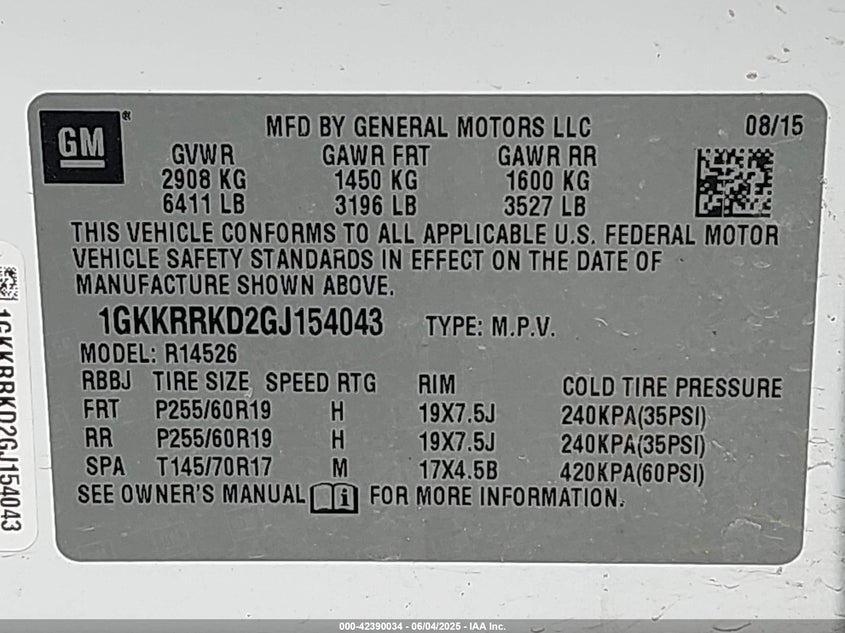 GM®
MFD BY GENERAL MOTORS LLC 08/15
GVWR GAWR FRT GAWR RR
2908 KG 1450 KG 1600 KG
6411 LB 3196 LB 3527 LB
THIS VEHICLE CONFORMS TO ALL APPLICABLE U.S. FEDERAL MOTOR
VEHICLE SAFETY STANDARDS IN EFFECT ON THE DATE OF
MANUFACTURE SHOWN ABOVE.
1GKKRRKD2GJ154043 TYPE: M.P.V.
MODEL: R14526
RBBJ TIRE SIZE SPEED RTG RIM COLD TIRE PRESSURE
FRT P255/60R19 H 19X7.5J 240KPA(35PSI)
RR P255/60R19 H 19X7.5J 240KPA(35PSI)
SPA T145/70R17 M 17X4.5B 420KPA(60PSI)
SEE OWNER'S MANUAL i FOR MORE INFORMATION.
1GKKRRKD2GJ154043
000-42390034 - 06/04/2025 - IAA Inc.